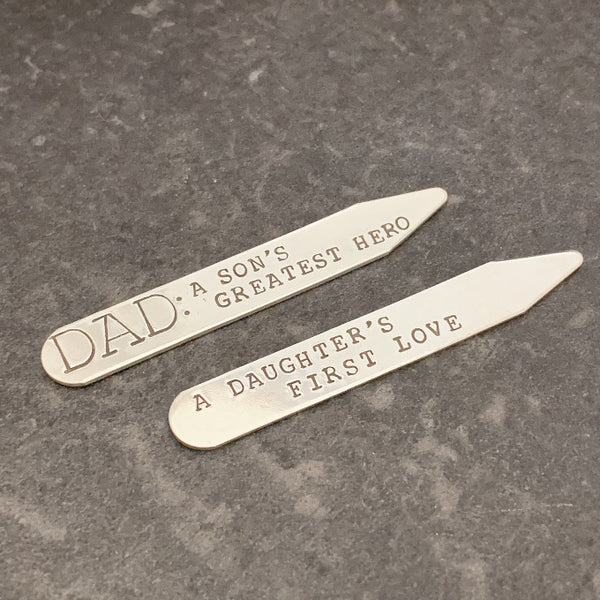 DAD: A SON'S
GREATEST HERO
A DAUGHTER'S
FIRST LOVE